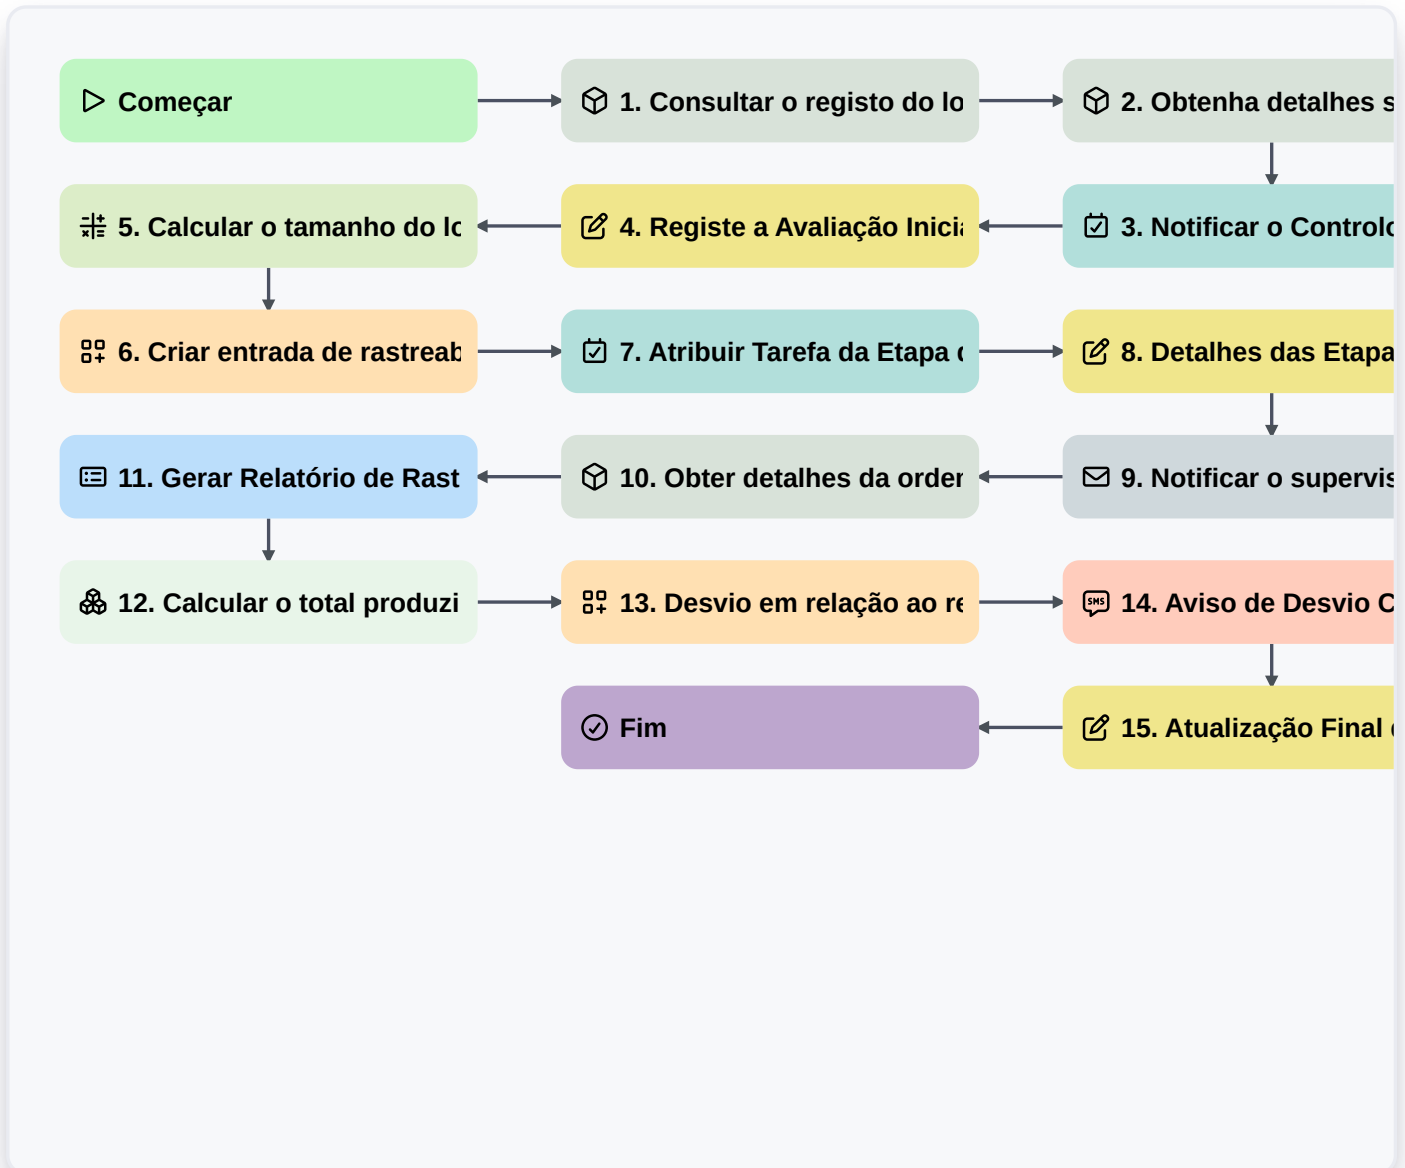 Começar
1. Consultar o registo do lo
2. Obtenha detalhes s
5. Calcular o tamanho do lo
4. Registe a Avaliação Inicia
3. Notificar o Controlo
6. Criar entrada de rastreab
7. Atribuir Tarefa da Etapa
8. Detalhes das Etapa
11. Gerar Relatório de Rast
10. Obter detalhes da order
9. Notificar o supervis
12. Calcular o total produzi
13. Desvio em relação ao re
SMS
14. Aviso de Desvio C
Fim
15. Atualização Final